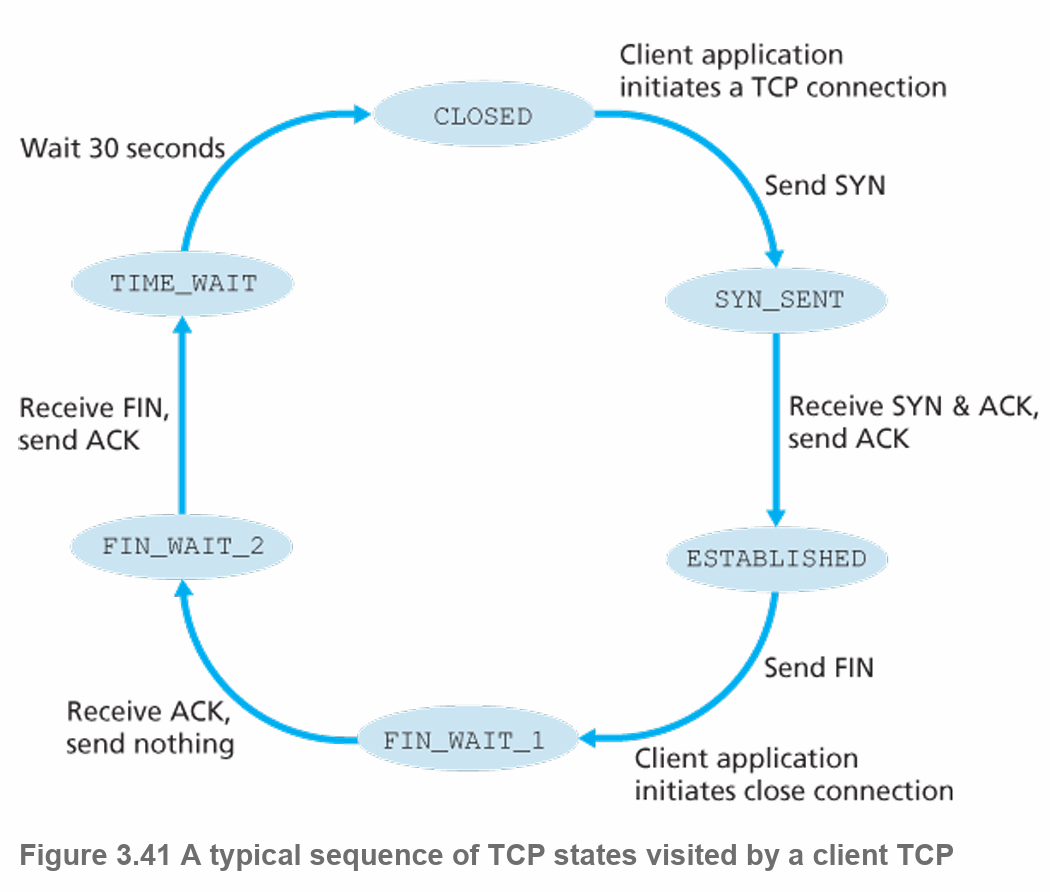 Client application
initiates a TCP connection
CLOSED
Wait 30 seconds
Send SYN
TIME_WAIT
SYN_SENT
Receive FIN,
send ACK
Receive SYN & ACK,
send ACK
FIN_WAIT_2
ESTABLISHED
Send FIN
Receive ACK,
send nothing
FIN_WAIT_1
Client application
initiates close connection
Figure 3.41 A typical sequence of TCP states visited by a client TCP